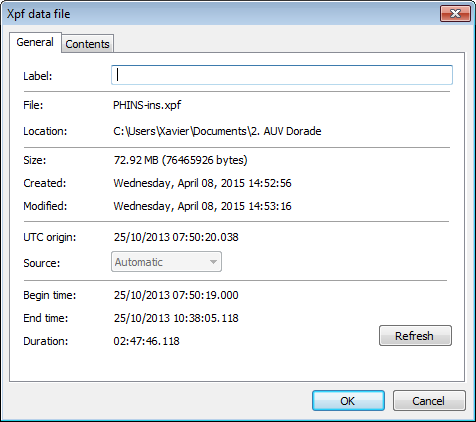 Xpf data file
General Contents
Label:
File: PHINS-ins.xpf
Location: C:\Users\Xavier\Documents\2. AUV Dorade
Size: 72.92 MB (76465926 bytes)
Created: Wednesday, April 08, 2015 14:52:56
Modified: Wednesday, April 08, 2015 14:53:16
UTC origin: 25/10/2013 07:50:20.038
Source: Automatic
Begin time: 25/10/2013 07:50:19.000
End time: 25/10/2013 10:38:05.118
Duration: 02:47:46.118
Refresh
OK Cancel